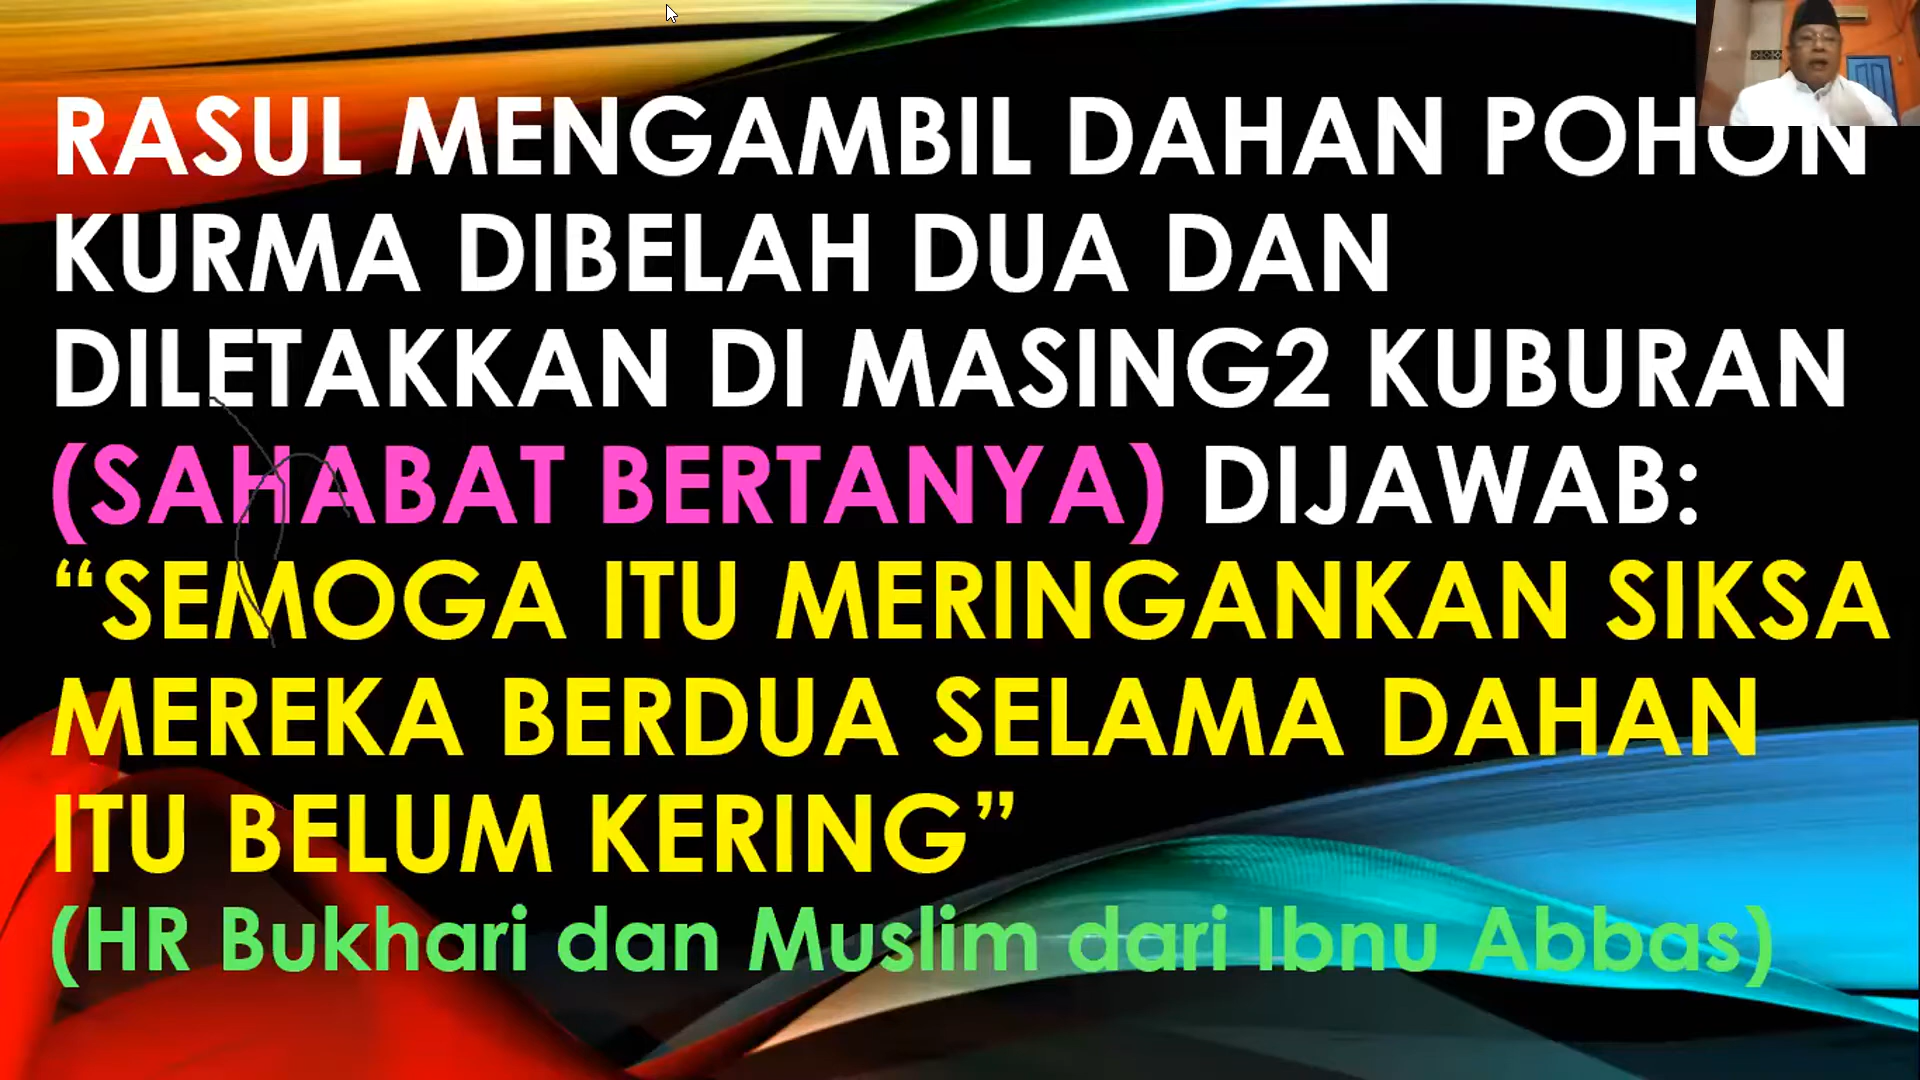 RASUL MENGAMBIL DAHAN POHON
KURMA DIBELAH DUA DAN
DILETAKKAN DI MASING2 KUBURAN
(SAHABAT BERTANYA) DIJAWAB:
“SEMOGA ITU MERINGANKAN SIKSA
MEREKA BERDUA SELAMA DAHAN
ITU BELUM KERING”
(HR Bukhari dan Muslim dari Ibnu Abbas)